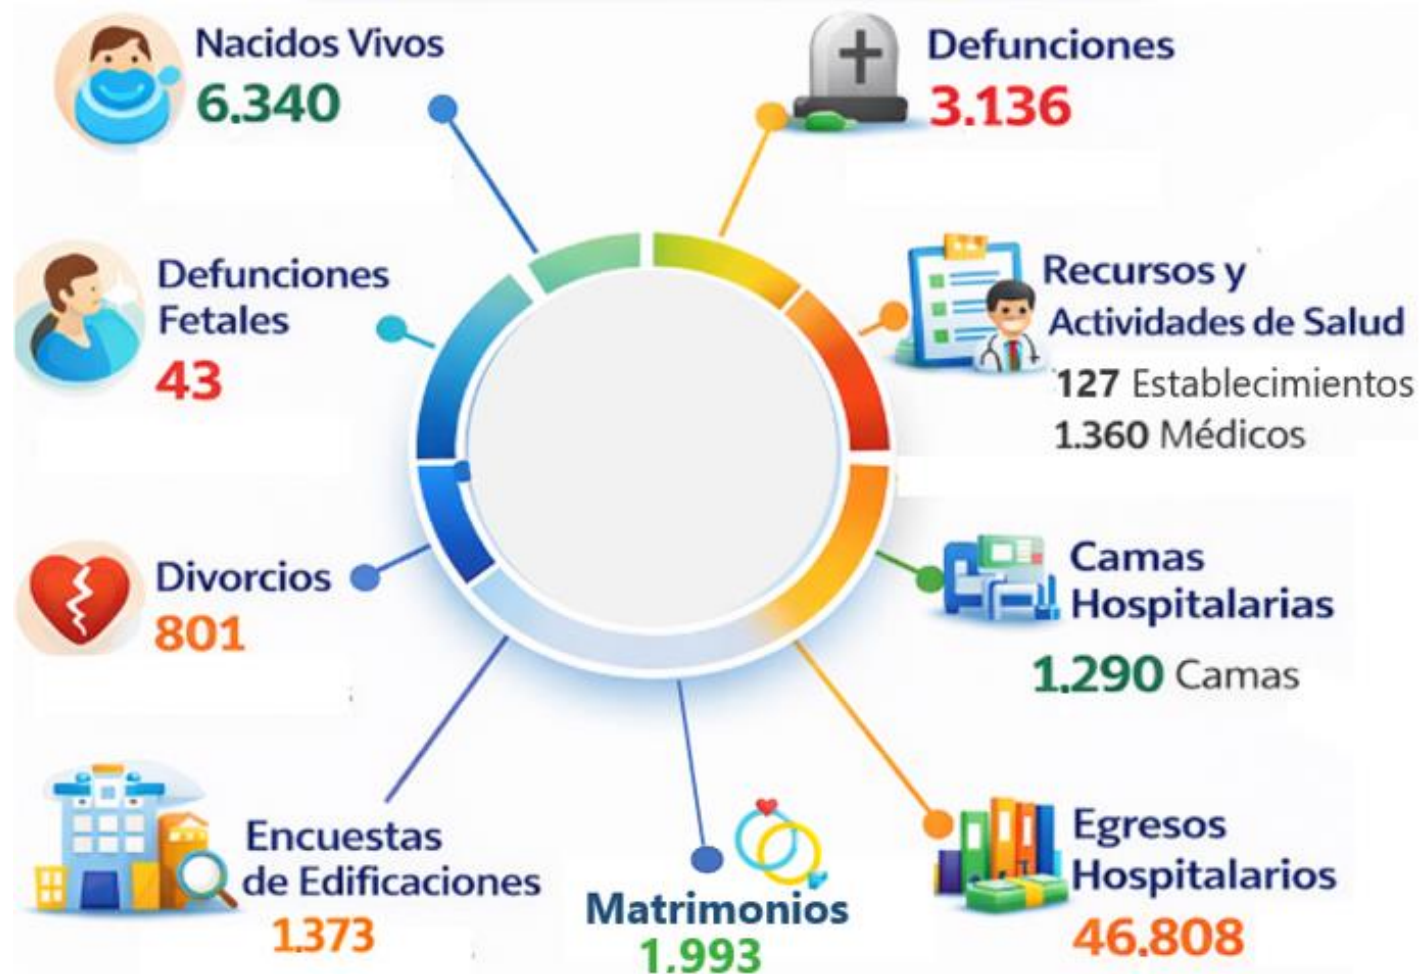 Nacidos Vivos
6.340
Defunciones
3.136
Defunciones
Fetales
43
Recursos y
Actividades de Salud
127 Establecimientos
1.360 Médicos
Divorcios
801
Camas
Hospitalarias
1.290 Camas
Encuestas
de Edificaciones
1.373
Matrimonios
1.993
Egresos
Hospitalarios
46.808